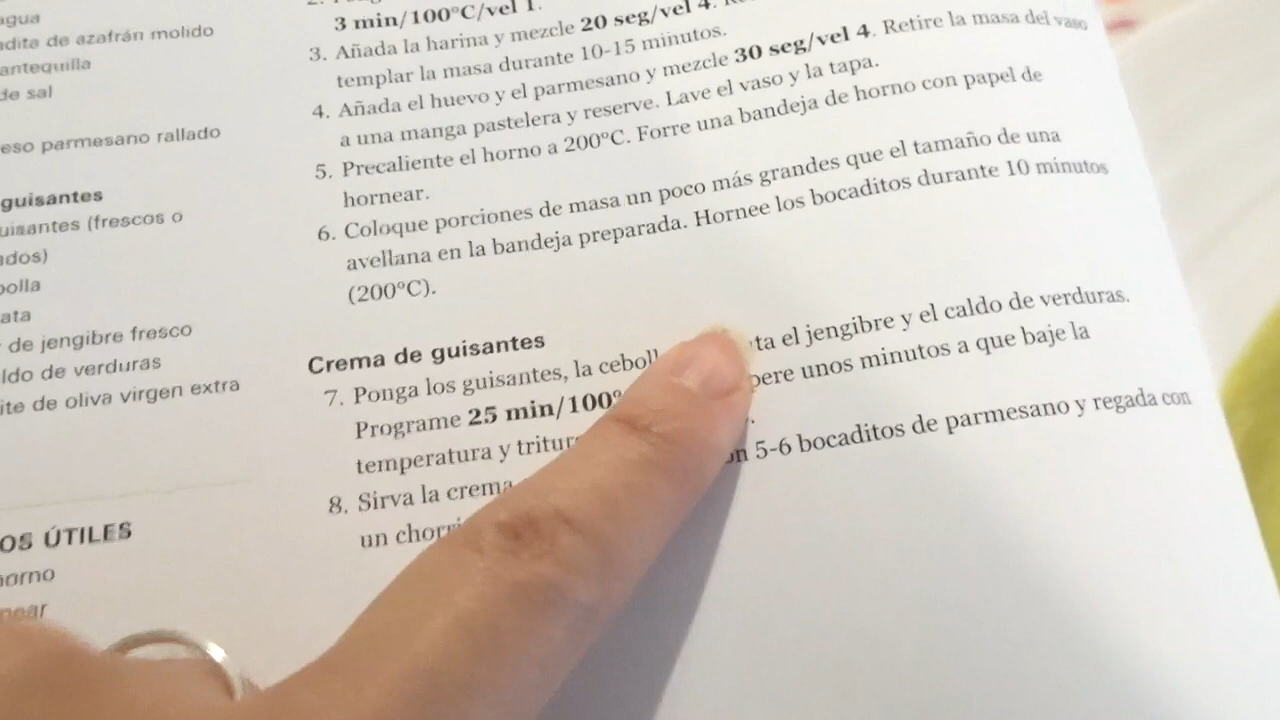 agua
dita de azafrán molido
antequilla
de sal
eso parmesano rallado
guisantes
uisantes (frescos o
ados)
bolla
ata
de jengibre fresco
ldo de verduras
ite de oliva virgen extra
OS ÚTILES
horno
near
2.
3 min/100°C/vel 1.
3. Añada la harina y mezcle 20 seg/vel 4.
templar la masa durante 10-15 minutos.
4. Añada el huevo y el parmesano y mezcle 30 seg/vel 4. Retire la masa del vaso
a una manga pastelera y reserve. Lave el vaso y la tapa.
5. Precaliente el horno a 200°C. Forre una bandeja de horno con papel de
hornear.
6. Coloque porciones de masa un poco más grandes que el tamaño de una
avellana en la bandeja preparada. Hornee los bocaditos durante 10 minutos
(200°C).
Crema de guisantes
7. Ponga los guisantes, la ceboll ta el jengibre y el caldo de verduras.
Programe 25 min/100° pere unos minutos a que baje la
temperatura y tritur
8. Sirva la crema on 5-6 bocaditos de parmesano y regada con
un chorri